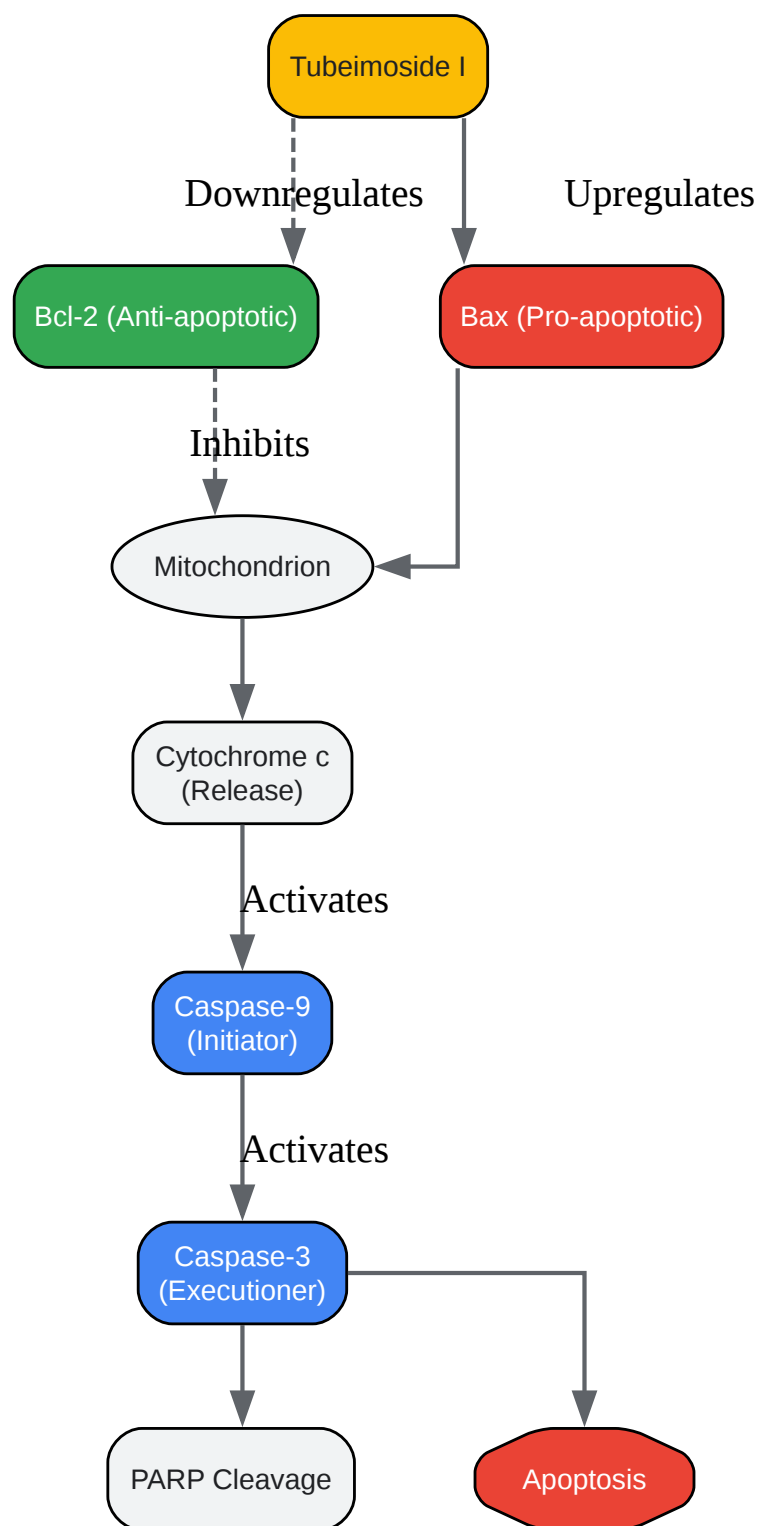 Tubeimoside I
Downregulates
Upregulates
Bcl-2 (Anti-apoptotic)
Bax (Pro-apoptotic)
Inhibits
Mitochondrion
Cytochrome c
(Release)
Activates
Caspase-9
(Initiator)
Activates
Caspase-3
(Executioner)
PARP Cleavage
Apoptosis